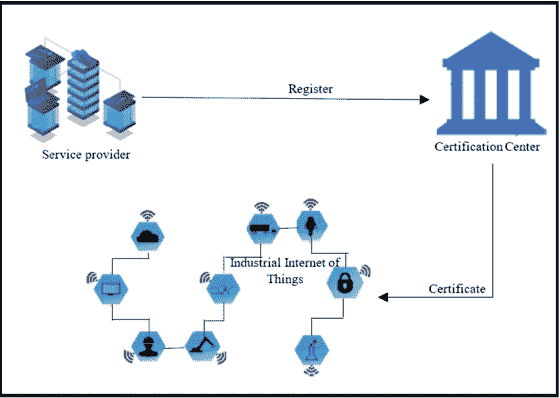 Register
Service provider
Certification Center
Industrial Internet of
Things
Certificate